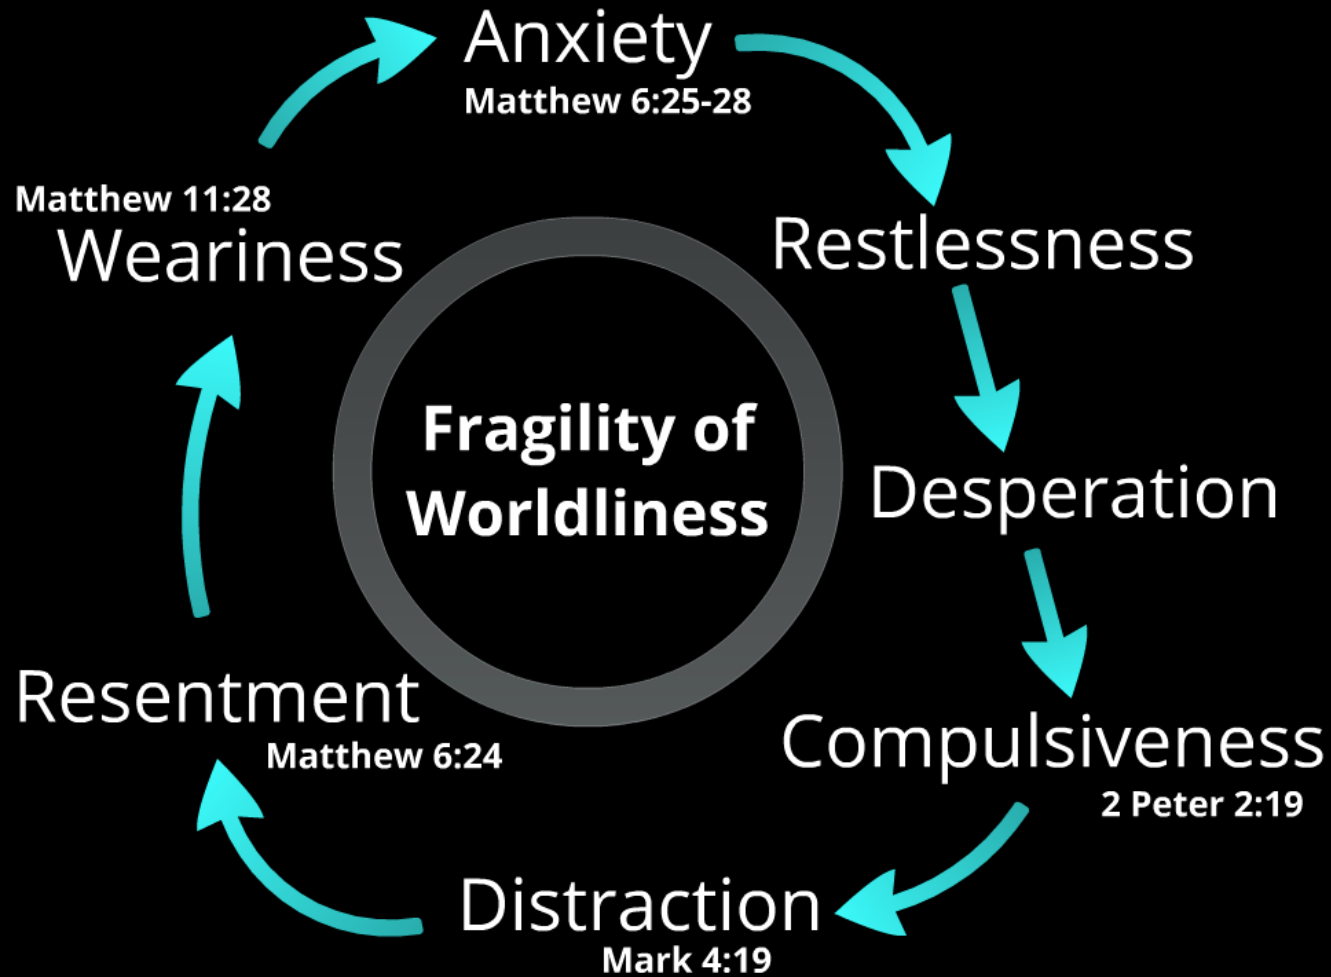 Anxiety
Matthew 6:25-28
Restlessness
Desperation
Compulsiveness
2 Peter 2:19
Distraction
Mark 4:19
Resentment
Matthew 6:24
Matthew 11:28
Weariness
Fragility of
Worldliness